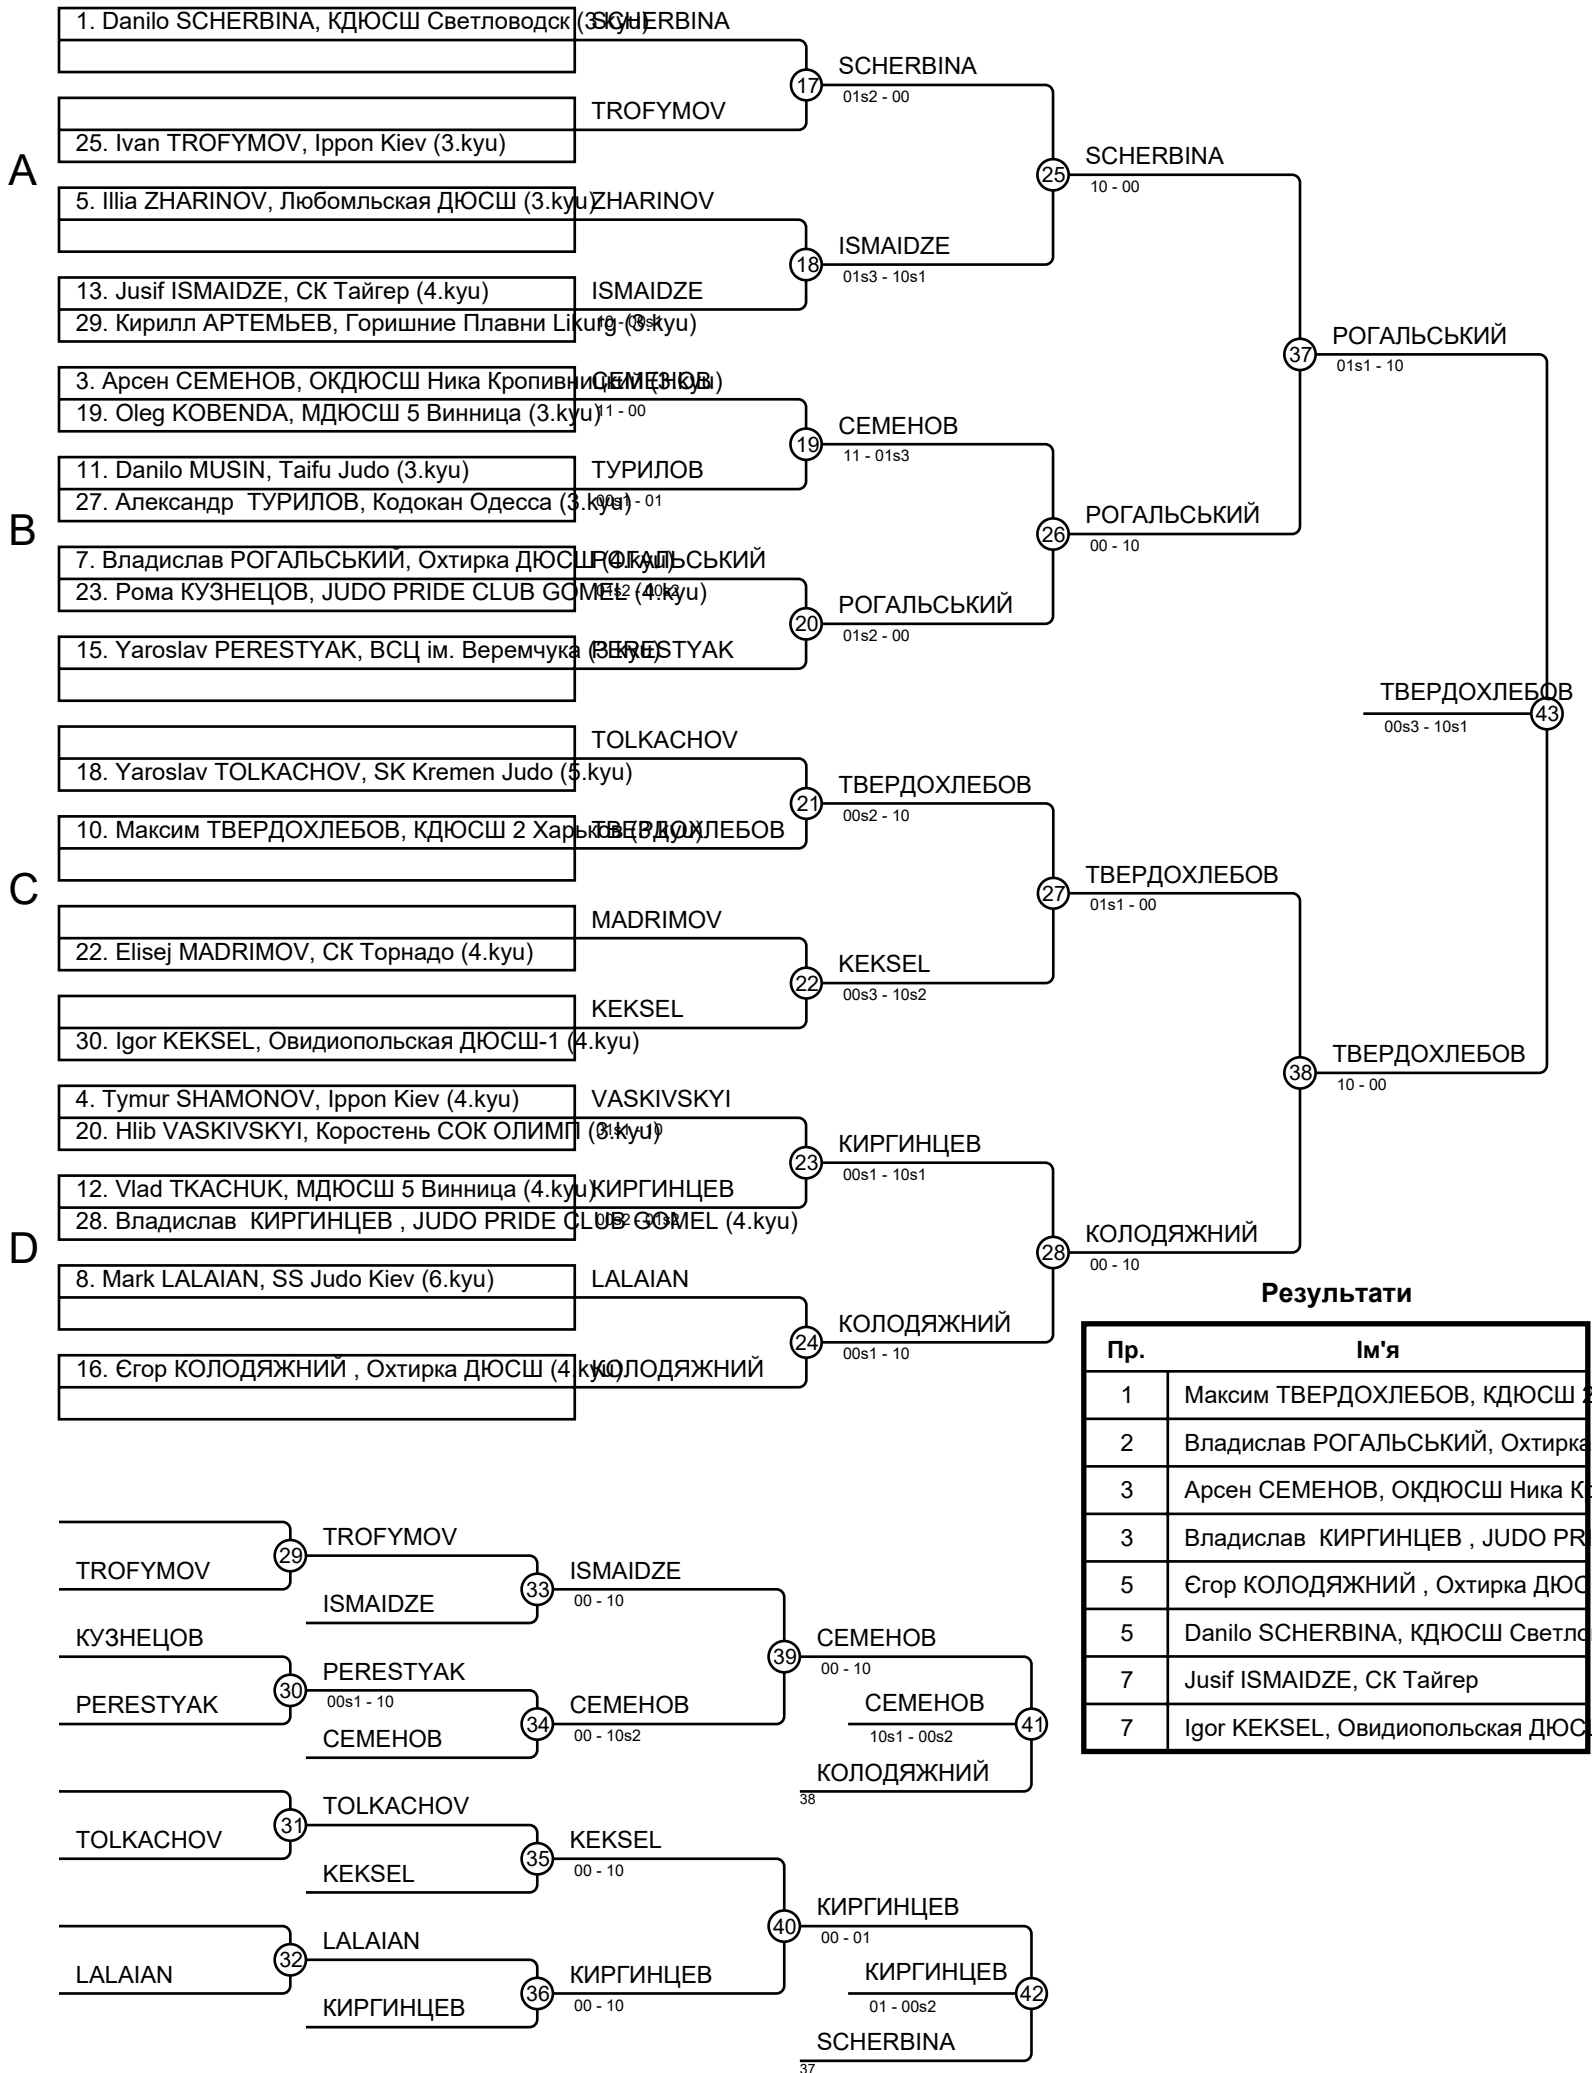 1. Danilo SCHERBINA, КДЮСШ Светловодск (3.kyu)
SCHERBINA
25. Ivan TROFYMOV, Ippon Kiev (3.kyu)
TROFYMOV
17
SCHERBINA
01s2 - 00
A
5. Illia ZHARINOV, Любомльская ДЮСШ (3.kyu)
ZHARINOV
13. Jusif ISMAIDZE, СК Тайгер (4.kyu)
29. Кирилл АРТЕМЬЕВ, Горишние Плавни Likurg (3.kyu)
ISMAIDZE
18
ISMAIDZE
01s3 - 10s1
25
SCHERBINA
10 - 00
3. Арсен СЕМЕНОВ, ОКДЮСШ Ника Кропивницкий (3.kyu)
19. Oleg KOBENDA, МДЮСШ 5 Винница (3.kyu)
СЕМЕНОВ
11 - 00
11. Danilo MUSIN, Taifu Judo (3.kyu)
27. Александр  ТУРИЛОВ, Кодокан Одесса (3.kyu)
ТУРИЛОВ
00s1 - 01
19
СЕМЕНОВ
11 - 01s3
B
7. Владислав РОГАЛЬСЬКИЙ, Охтирка ДЮСШ (4.kyu)
23. Рома КУЗНЕЦОВ, JUDO PRIDE CLUB GOMEL (4.kyu)
РОГАЛЬСЬКИЙ
01s2 - 00s2
15. Yaroslav PERESTYAK, ВСЦ ім. Веремчука (3.kyu)
PERESTYAK
20
РОГАЛЬСЬКИЙ
01s2 - 00
26
РОГАЛЬСЬКИЙ
00 - 10
37
РОГАЛЬСЬКИЙ
01s1 - 10
18. Yaroslav TOLKACHOV, SK Kremen Judo (5.kyu)
TOLKACHOV
10. Максим ТВЕРДОХЛЕБОВ, КДЮСШ 2 Харьков (3.kyu)
ТВЕРДОХЛЕБОВ
21
ТВЕРДОХЛЕБОВ
00s2 - 10
C
22. Elisej MADRIMOV, СК Торнадо (4.kyu)
MADRIMOV
30. Igor KEKSEL, Овидиопольская ДЮСШ-1 (4.kyu)
KEKSEL
22
KEKSEL
00s3 - 10s2
27
ТВЕРДОХЛЕБОВ
01s1 - 00
4. Tymur SHAMONOV, Ippon Kiev (4.kyu)
20. Hlib VASKIVSKYI, Коростень СОК ОЛИМП (3.kyu)
VASKIVSKYI
01s1 - 10
12. Vlad TKACHUK, МДЮСШ 5 Винница (4.kyu)
28. Владислав  КИРГИНЦЕВ , JUDO PRIDE CLUB GOMEL (4.kyu)
КИРГИНЦЕВ
00s2 - 01s2
23
КИРГИНЦЕВ
00s1 - 10s1
D
8. Mark LALAIAN, SS Judo Kiev (6.kyu)
LALAIAN
16. Єгор КОЛОДЯЖНИЙ , Охтирка ДЮСШ (4.kyu)
КОЛОДЯЖНИЙ
24
КОЛОДЯЖНИЙ
00s1 - 10
28
КОЛОДЯЖНИЙ
00 - 10
38
ТВЕРДОХЛЕБОВ
10 - 00
ТВЕРДОХЛЕБОВ
00s3 - 10s1
43
Результати
Пр. Ім'я
1 Максим ТВЕРДОХЛЕБОВ, КДЮСШ 2
2 Владислав РОГАЛЬСЬКИЙ, Охтирка
3 Арсен СЕМЕНОВ, ОКДЮСШ Ника К
3 Владислав  КИРГИНЦЕВ , JUDO PR
5 Єгор КОЛОДЯЖНИЙ , Охтирка ДЮС
5 Danilo SCHERBINA, КДЮСШ Светло
7 Jusif ISMAIDZE, СК Тайгер
7 Igor KEKSEL, Овидиопольская ДЮС
TROFYMOV
29
TROFYMOV
ISMAIDZE
33
ISMAIDZE
00 - 10
КУЗНЕЦОВ
PERESTYAK
30
PERESTYAK
00s1 - 10
СЕМЕНОВ
34
СЕМЕНОВ
00 - 10s2
39
СЕМЕНОВ
00 - 10
СЕМЕНОВ
10s1 - 00s2
41
КОЛОДЯЖНИЙ
38
TOLKACHOV
31
TOLKACHOV
KEKSEL
35
KEKSEL
00 - 10
LALAIAN
32
LALAIAN
КИРГИНЦЕВ
36
КИРГИНЦЕВ
00 - 10
40
КИРГИНЦЕВ
00 - 01
КИРГИНЦЕВ
01 - 00s2
42
SCHERBINA
37